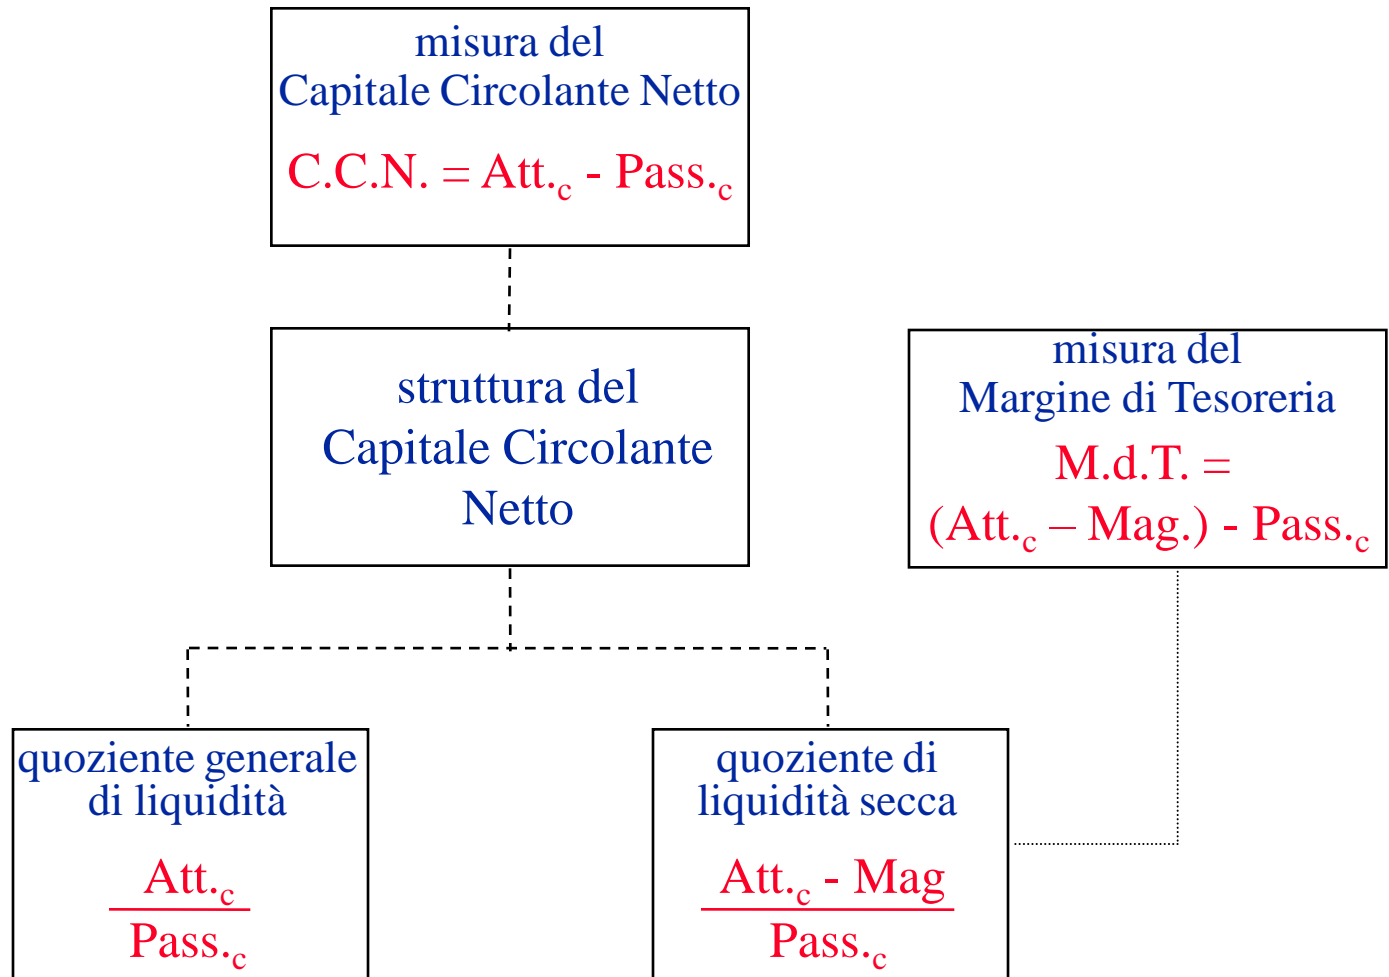 misura del
Capitale Circolante Netto
C.C.N. = Att.c - Pass.c
struttura del
Capitale Circolante
Netto
misura del
Margine di Tesoreria
M.d.T. =
(Att.c – Mag.) - Pass.c
quoziente generale
di liquidità
Att.c
Pass.c
quoziente di
liquidità secca
Att.c - Mag
Pass.c